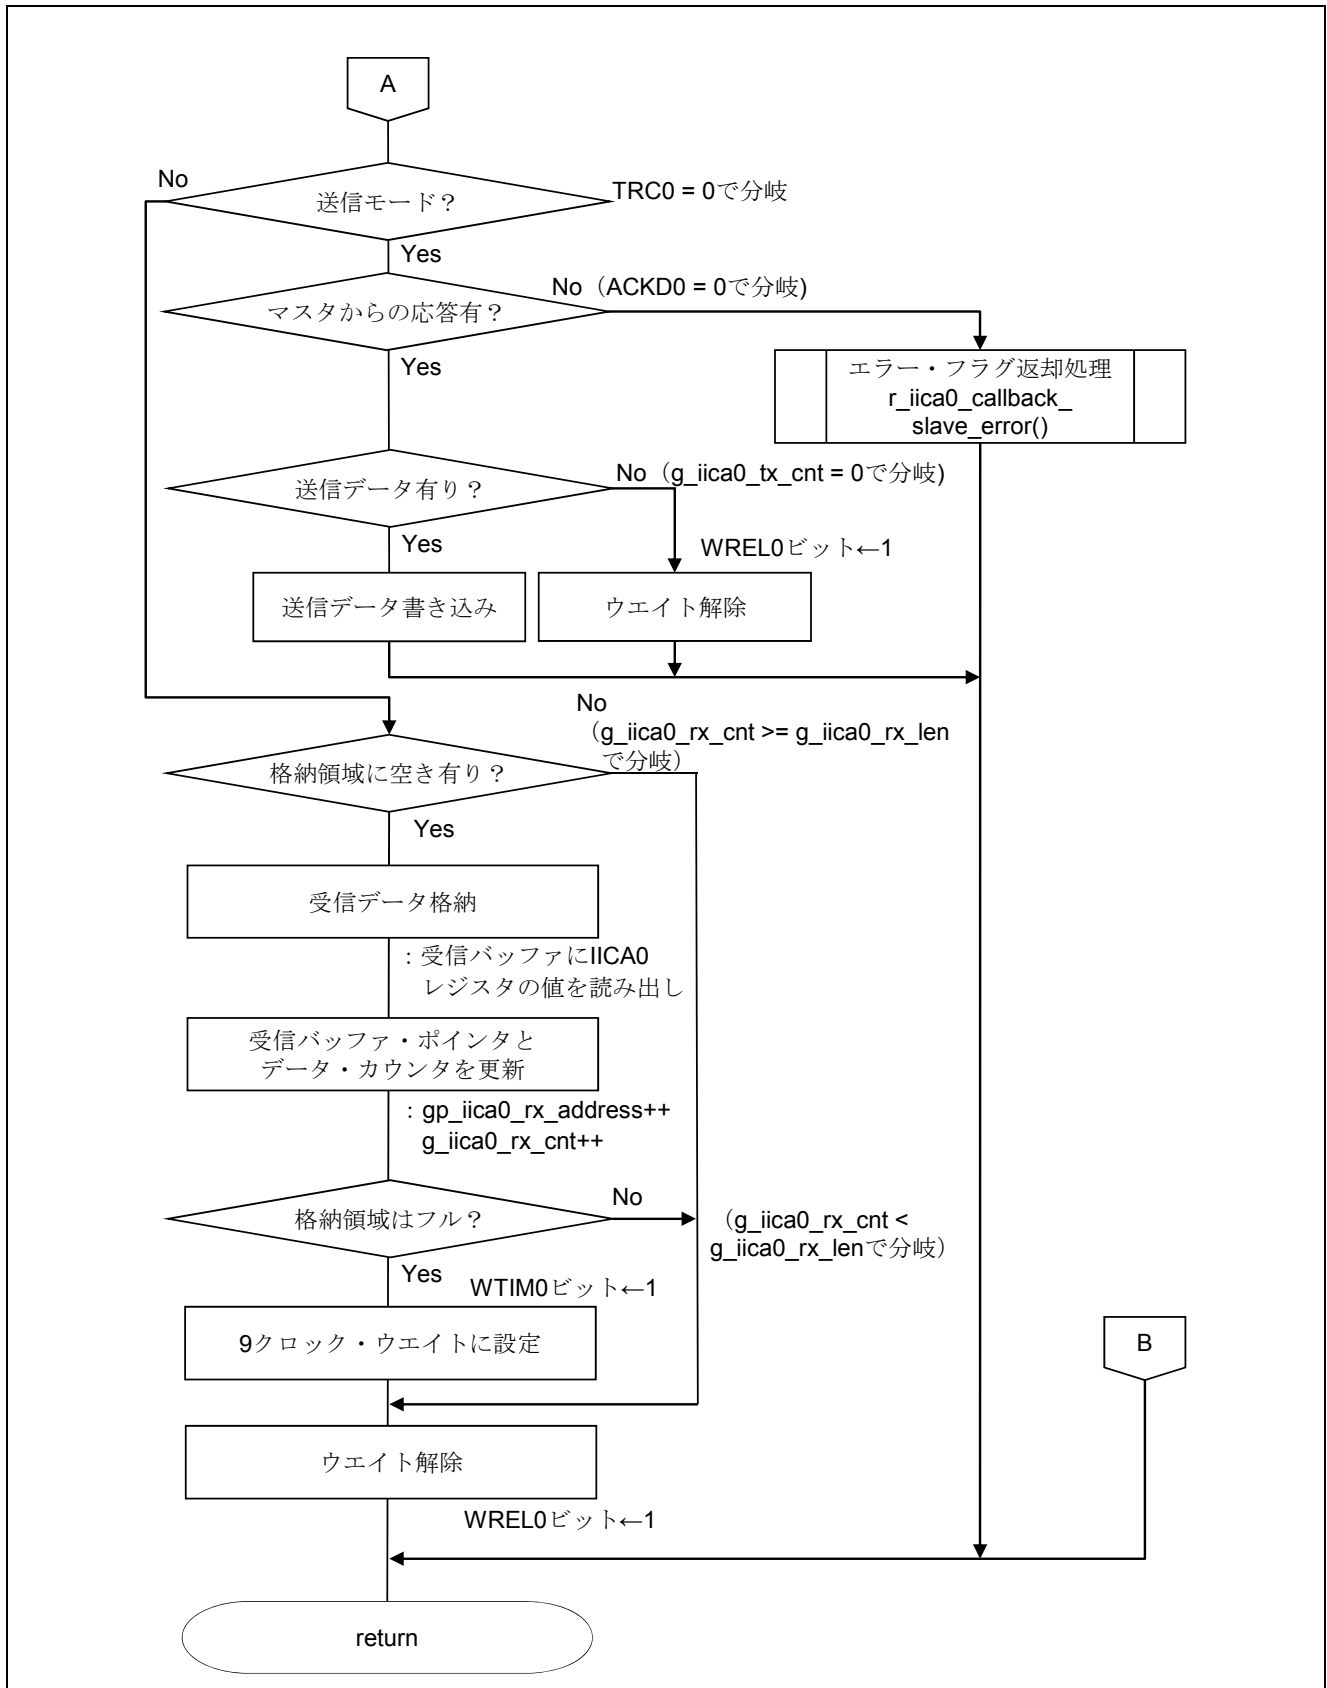 A
No
送信モード？
TRC0 = 0で分岐
Yes
No（ACKD0 = 0で分岐)
マスタからの応答有？
Yes
エラー・フラグ返却処理
r_iica0_callback_
slave_error()
No（g_iica0_tx_cnt = 0で分岐)
送信データ有り？
Yes
WREL0ビット←1
送信データ書き込み
ウエイト解除
No
（g_iica0_rx_cnt >= g_iica0_rx_len
で分岐）
格納領域に空き有り？
Yes
受信データ格納
：受信バッファにIICA0
レジスタの値を読み出し
受信バッファ・ポインタと
データ・カウンタを更新
：gp_iica0_rx_address++
g_iica0_rx_cnt++
No
格納領域はフル？
（g_iica0_rx_cnt <
g_iica0_rx_lenで分岐）
Yes
WTIM0ビット←1
9クロック・ウエイトに設定
B
ウエイト解除
WREL0ビット←1
return